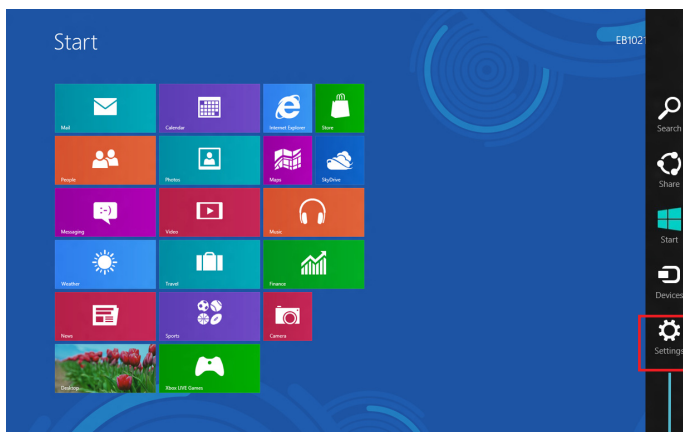 Start
EB1021
Mail
Calendar
Internet Explorer
Store
People
Photos
Maps
SkyDrive
Messaging
:-)
Video
Music
Weather
Travel
Finance
News
Sports
Camera
Desktop
Xbox LIVE Games
Search
Share
Start
Devices
Settings